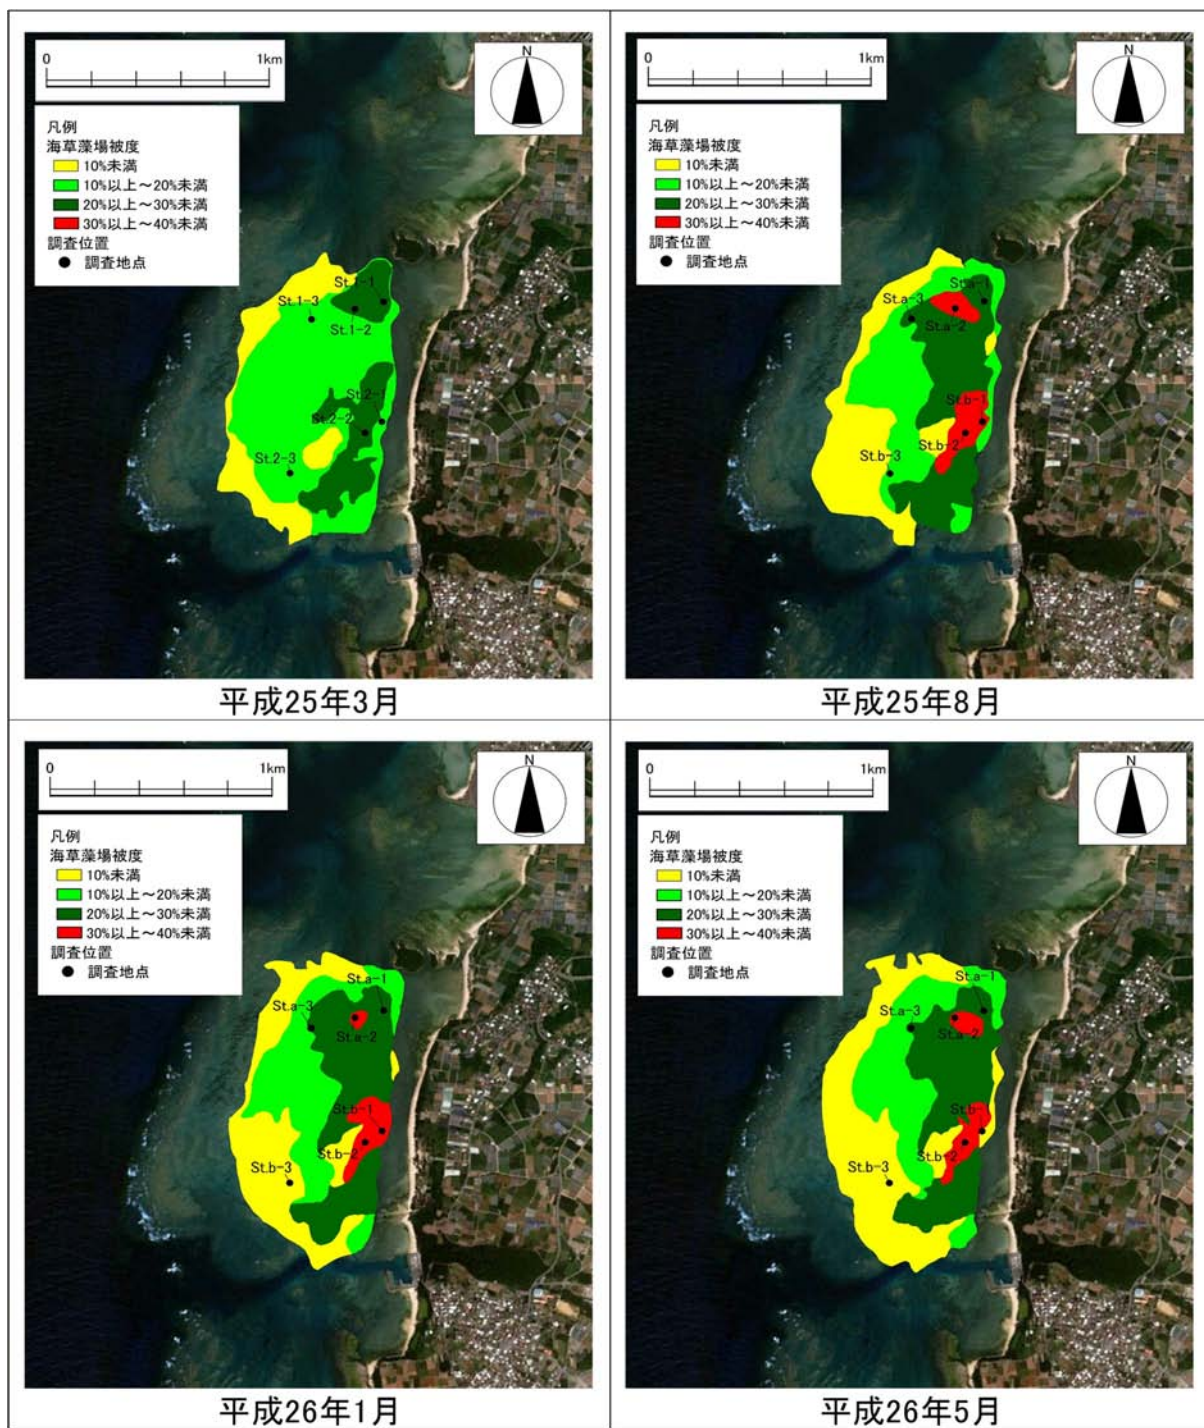 0 1km
N
凡例
海草藻場被度
10%未満
10%以上～20%未満
20%以上～30%未満
30%以上～40%未満
調査位置
調査地点
St.1-1
St.1-3
St.1-2
St.2-1
St.2-2
St.2-3
平成25年3月
0 1km
N
凡例
海草藻場被度
10%未満
10%以上～20%未満
20%以上～30%未満
30%以上～40%未満
調査位置
調査地点
St.a-1
St.a-3
St.a-2
St.b-1
St.b-2
St.b-3
平成25年8月
0 1km
N
凡例
海草藻場被度
10%未満
10%以上～20%未満
20%以上～30%未満
30%以上～40%未満
調査位置
調査地点
St.a-1
St.a-3
St.a-2
St.b-1
St.b-2
St.b-3
平成26年1月
0 1km
N
凡例
海草藻場被度
10%未満
10%以上～20%未満
20%以上～30%未満
30%以上～40%未満
調査位置
調査地点
St.a-1
St.a-3
St.a-2
St.b-1
St.b-2
St.b-3
平成26年5月